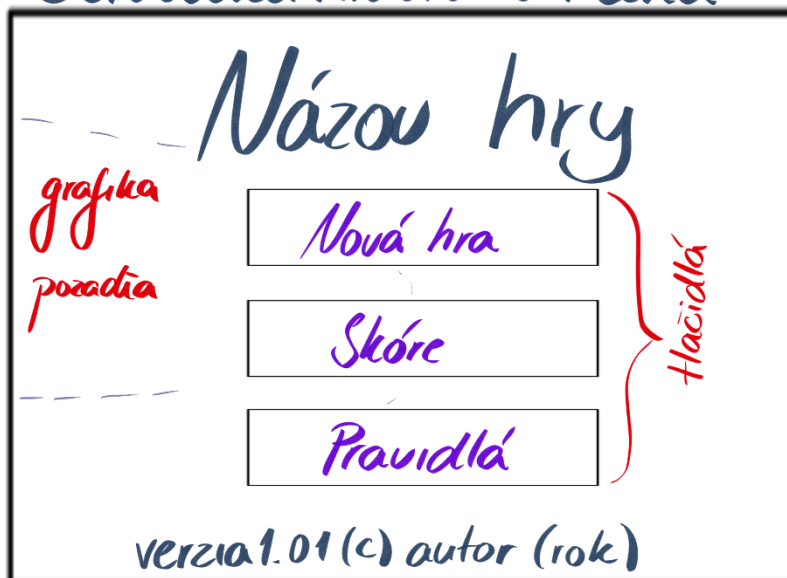 Názov hry
grafika
pozadia
Nová hra
Skóre
Pravidlá
tlačidlá
verzia 1.01 (c) autor (rok)